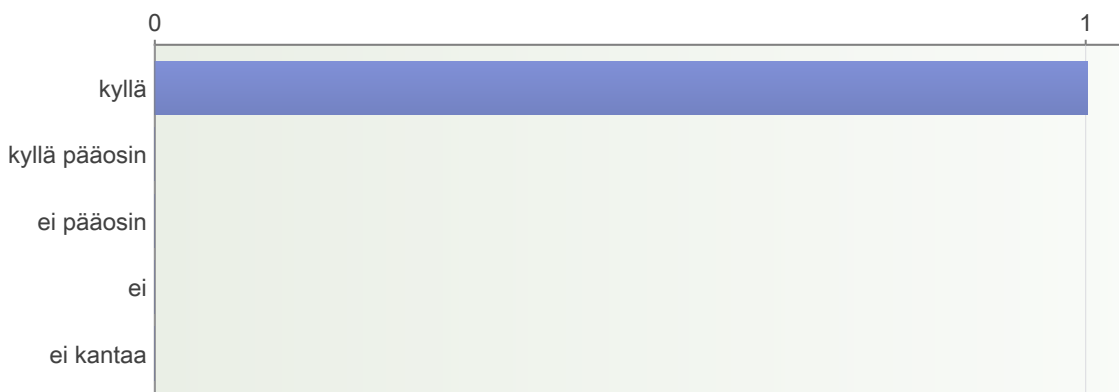 0 1
kyllä
kyllä pääosin
ei pääosin
ei
ei kantaa